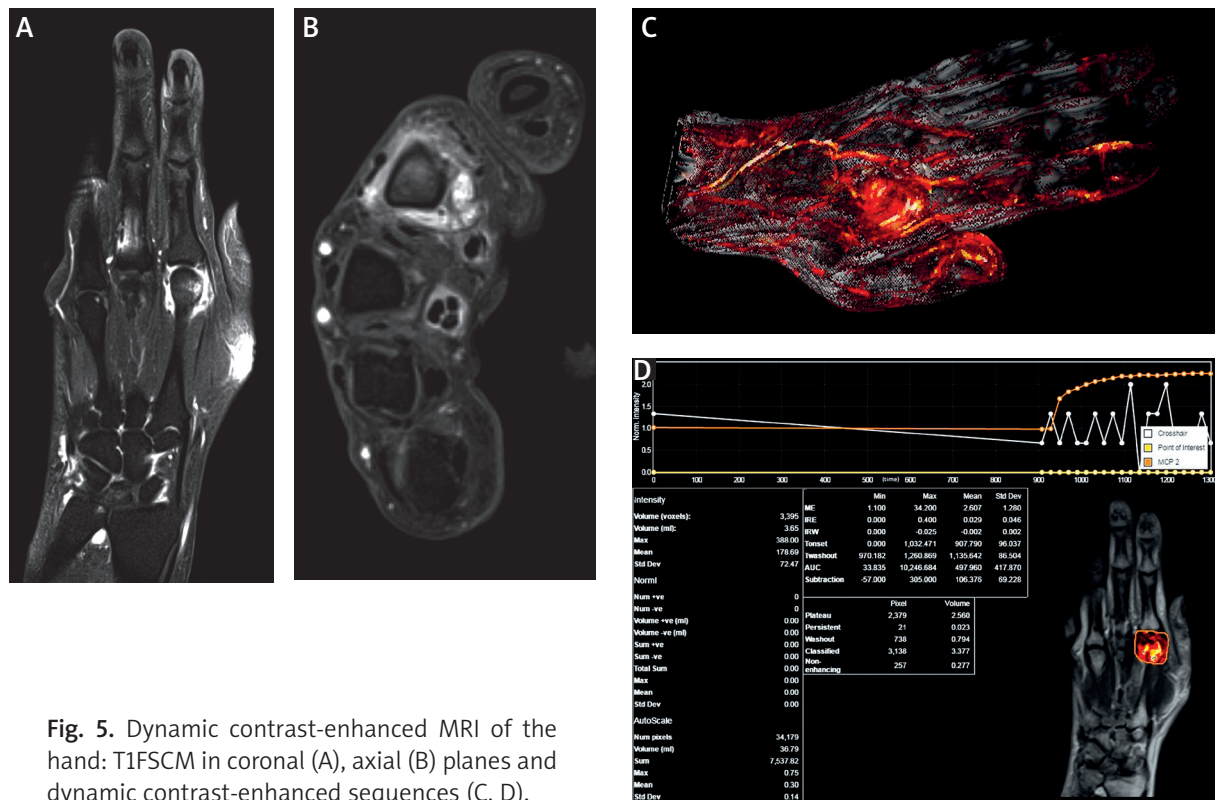 A
B
C
D
2.0
1.5
1.0
0.5
0.0
Norm. Intensity
0 100 200 300 400 500 (time) 600 700 800 900 1000 1100 1200 1300
Crosshair
Point of Interest
MCP 2
Intensity
Volume (voxels): 3,395
Volume (ml): 3.65
Max 388.00
Mean 178.69
Std Dev 72.47
Norml
Num +ve 0
Num -ve 0
Volume +ve (ml) 0.00
Volume -ve (ml) 0.00
Sum +ve 0.00
Sum -ve 0.00
Total Sum 0.00
Max 0.00
Mean 0.00
Std Dev 0.00
AutoScale
Num pixels 34,179
Volume (ml) 36.79
Sum 7,537.82
Max 0.75
Mean 0.30
Std Dev 0.14
Min Max Mean Std Dev
ME 1.100 34.200 2.607 1.280
IRE 0.000 0.400 0.029 0.046
IRW 0.000 -0.025 -0.002 0.002
Tonset 0.000 1,032.471 907.790 96.037
Twashout 970.182 1,260.869 1,135.642 86.504
AUC 33.835 10,246.684 497.960 417.870
Subtraction -57.000 305.000 106.376 69.228
Pixel Volume
Plateau 2,379 2.560
Persistent 21 0.023
Washout 738 0.794
Classified 3,138 3.377
Non-
enhancing 257 0.277
Fig. 5. Dynamic contrast-enhanced MRI of the
hand: T1FSCM in coronal (A), axial (B) planes and
dynamic contrast-enhanced sequences (C, D).